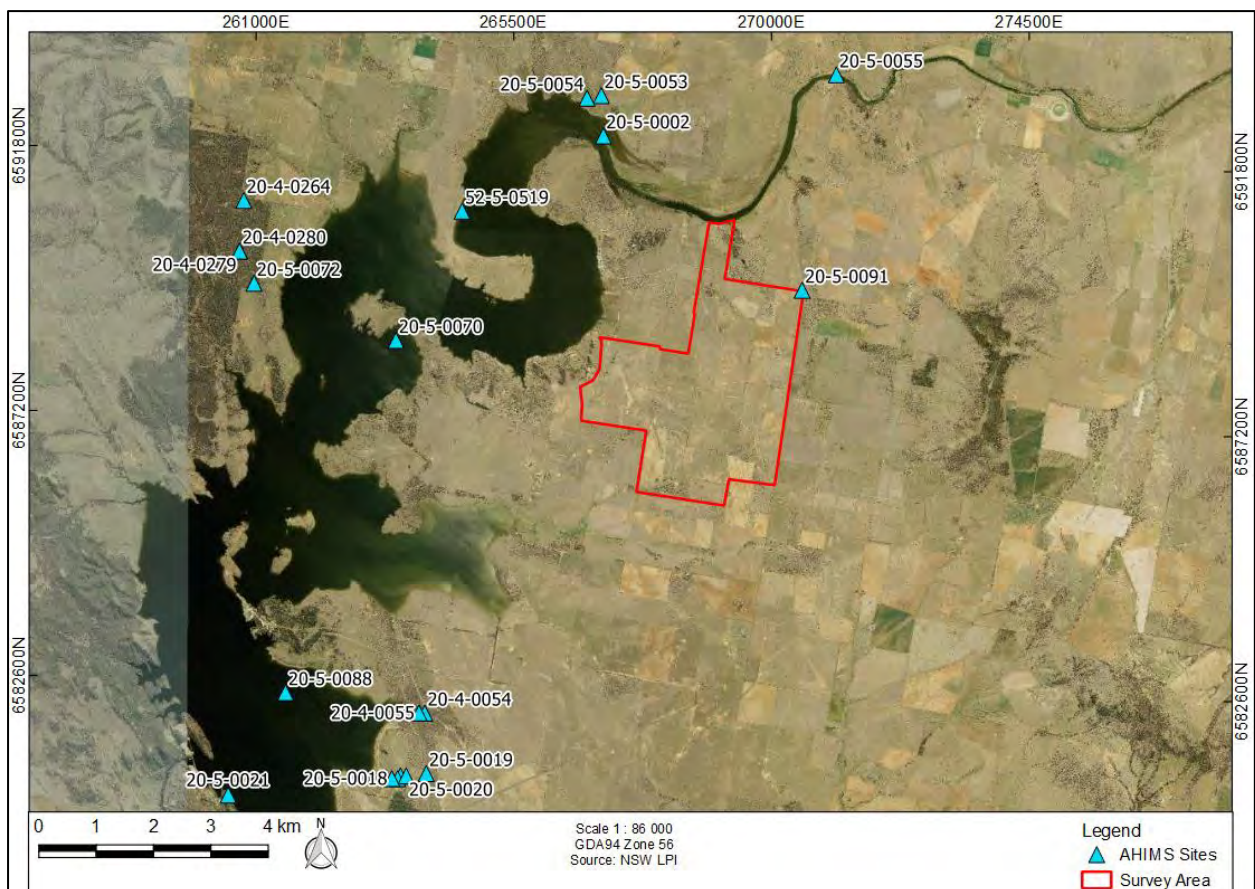 261000E
265500E
270000E
274500E
20-5-0055
20-5-0054
20-5-0053
20-5-0002
6591800N
6591800N
20-4-0264
52-5-0519
20-4-0280
20-4-0279
20-5-0072
20-5-0091
20-5-0070
6587200N
6587200N
6582600N
6582600N
20-5-0088
20-4-0054
20-4-0055
20-5-0019
20-5-0018
20-5-0020
20-5-0021
0 1 2 3 4 km
N
Scale 1 : 86 000
GDA94 Zone 56
Source: NSW LPI
Legend
AHIMS Sites
Survey Area